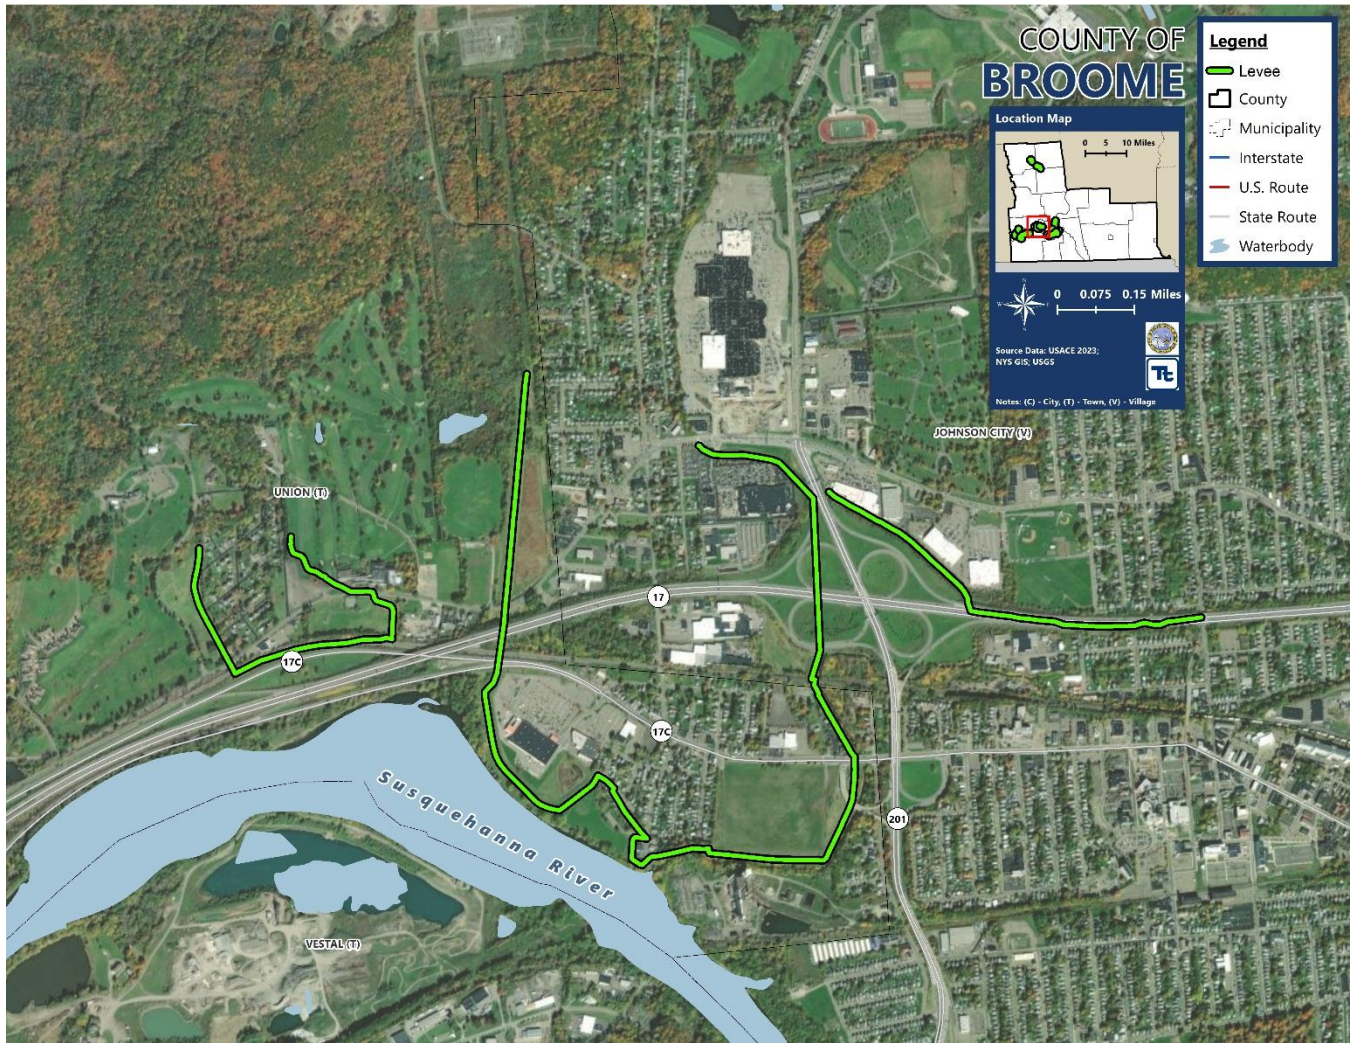 COUNTY OF
BROOME
Location Map
0 5 10 Miles
0 0.075 0.15 Miles
Source Data: USACE 2023;
NYS GIS; USGS
Tt
Notes: (C) - City, (T) - Town, (V) - Village
Legend
Levee
County
Municipality
Interstate
U.S. Route
State Route
Waterbody
JOHNSON CITY (V)
UNION (T)
17
17C
17C
201
Susquehanna River
VESTAL (T)